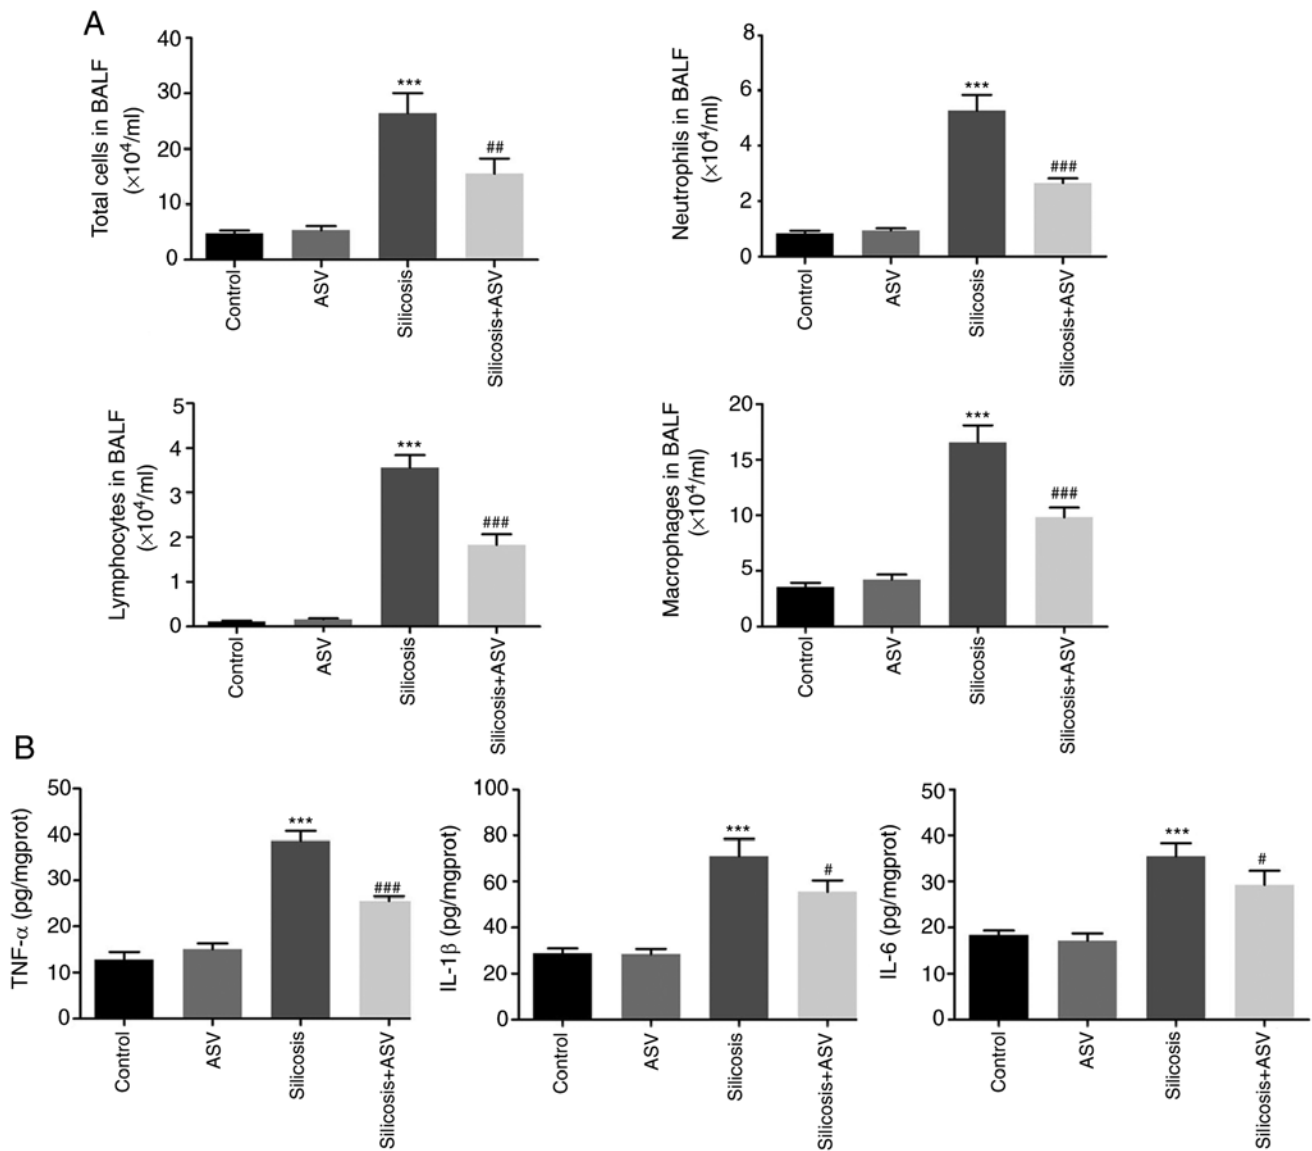 A
Total cells in BALF
(×10⁴/ml)
40
30
20
10
0
***
##
Control
ASV
Silicosis
Silicosis+ASV
Neutrophils in BALF
(×10⁴/ml)
8
6
4
2
0
***
###
Control
ASV
Silicosis
Silicosis+ASV
Lymphocytes in BALF
(×10⁴/ml)
5
4
3
2
1
0
***
###
Control
ASV
Silicosis
Silicosis+ASV
Macrophages in BALF
(×10⁴/ml)
20
15
10
5
0
***
###
Control
ASV
Silicosis
Silicosis+ASV
B
TNF-α (pg/mgprot)
50
40
30
20
10
0
***
###
Control
ASV
Silicosis
Silicosis+ASV
IL-1β (pg/mgprot)
100
80
60
40
20
0
***
#
Control
ASV
Silicosis
Silicosis+ASV
IL-6 (pg/mgprot)
50
40
30
20
10
0
***
#
Control
ASV
Silicosis
Silicosis+ASV